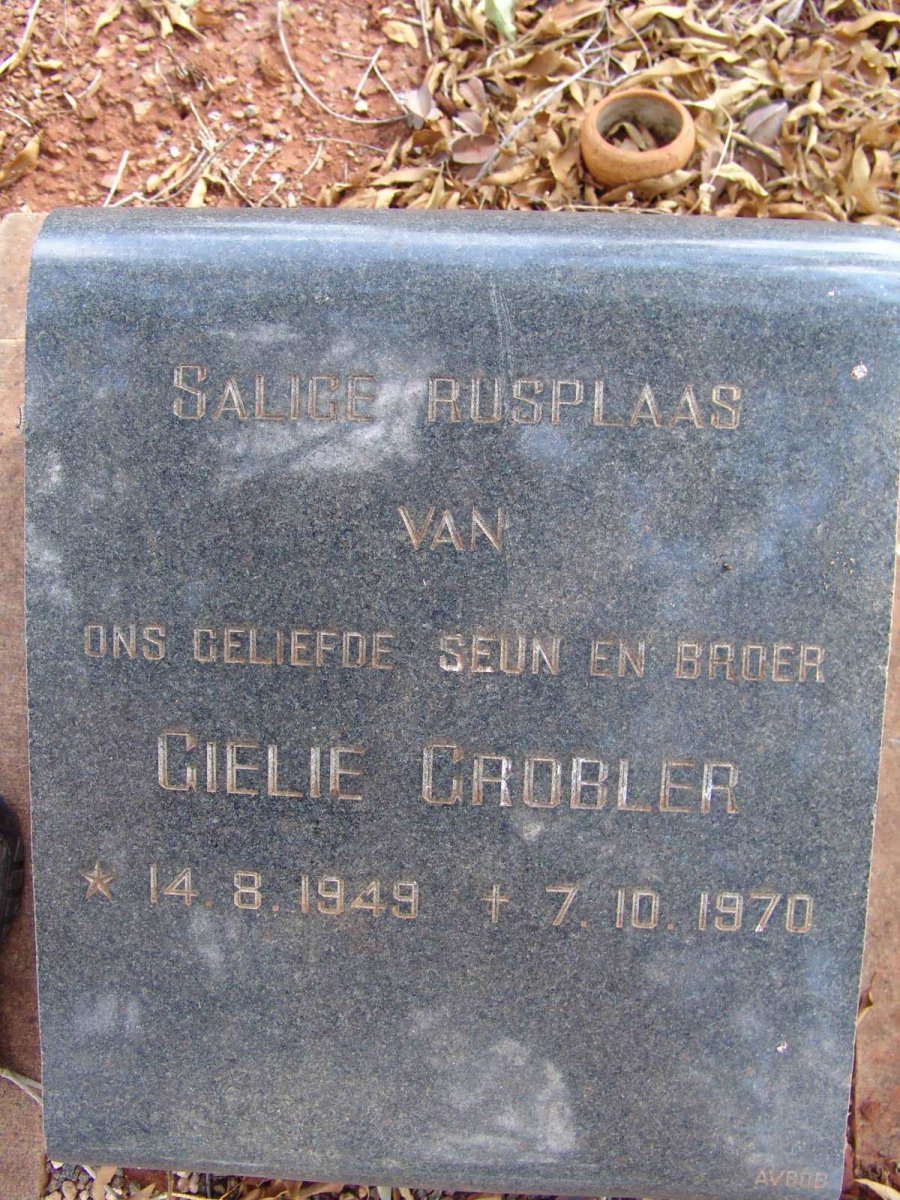 SALIGE RUSPLAAS
VAN
ONS GELIEFDE SEUN EN BROER
GIELIE GROBLER
★ 14.8.1949 ✝ 7.10.1970
AVBOB